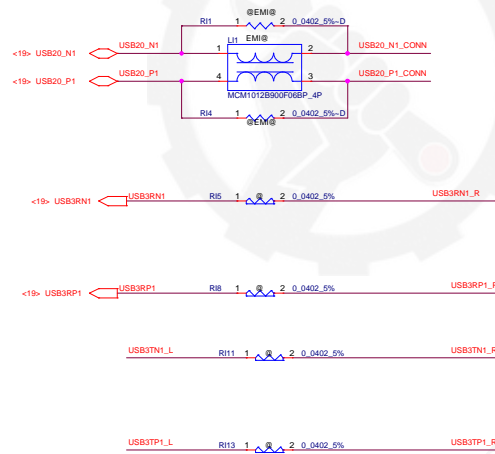 @EMI@
RI1 1 2 0_0402_5%~D
<19> USB20_N1 USB20_N1 LI1 EMI@ USB20_N1_CONN
1 2
<19> USB20_P1 USB20_P1 4 3 USB20_P1_CONN
MCM1012B900F06BP_4P
RI4 1 2 0_0402_5%~D
@EMI@
<19> USB3RN1 USB3RN1 RI5 1 @ 2 0_0402_5% USB3RN1_R
<19> USB3RP1 USB3RP1 RI8 1 @ 2 0_0402_5% USB3RP1_R
USB3TN1_L RI11 1 @ 2 0_0402_5% USB3TN1_R
USB3TP1_L RI13 1 @ 2 0_0402_5% USB3TP1_R